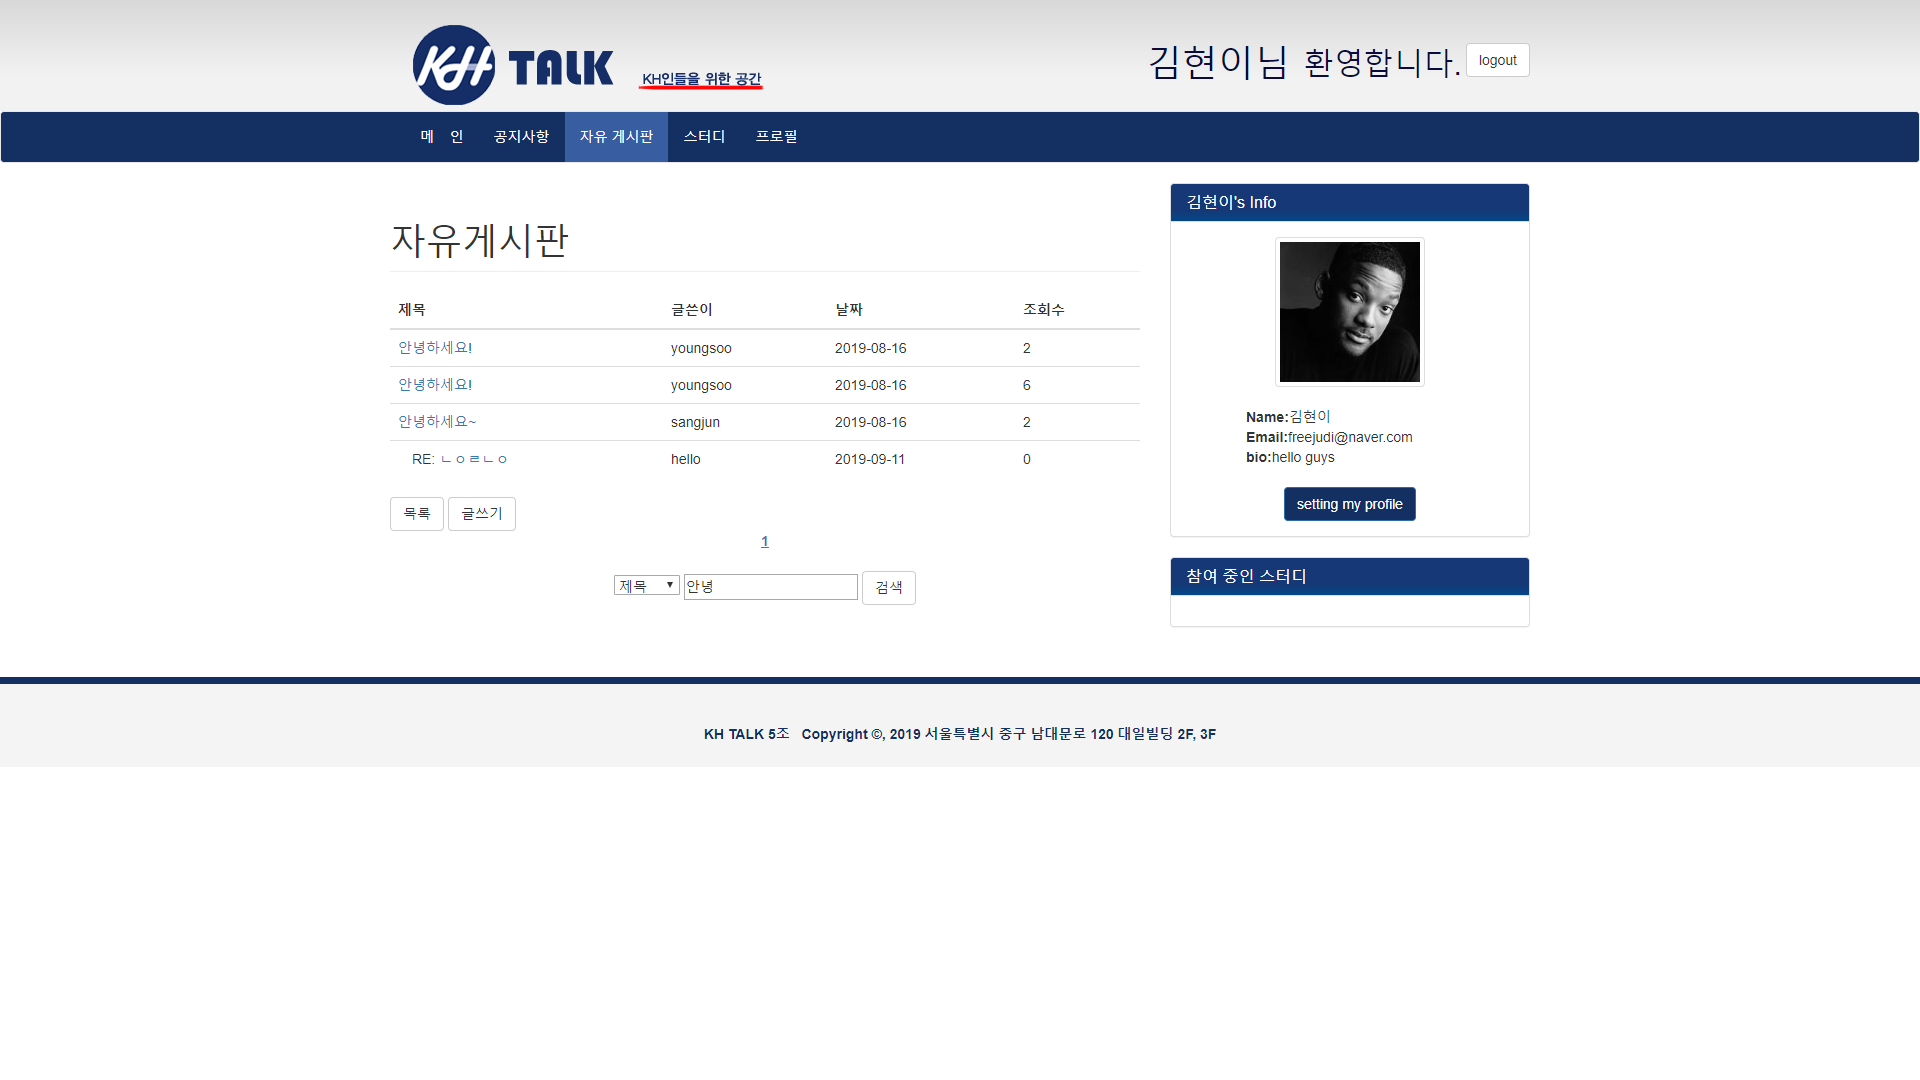 KH TALK KH인들을 위한 공간
김현이님 환영합니다. logout
메 인 공지사항 자유 게시판 스터디 프로필
자유게시판
제목 글쓴이 날짜 조회수
안녕하세요! youngsoo 2019-08-16 2
안녕하세요! youngsoo 2019-08-16 6
안녕하세요~ sangjun 2019-08-16 2
RE: ㄴㅇㄹㄴㅇ hello 2019-09-11 0
목록 글쓰기
1
제목 안녕 검색
김현이's Info
Name:김현이
Email:freejudi@naver.com
bio:hello guys
setting my profile
참여 중인 스터디
KH TALK 5조 Copyright ©, 2019 서울특별시 중구 남대문로 120 대일빌딩 2F, 3F